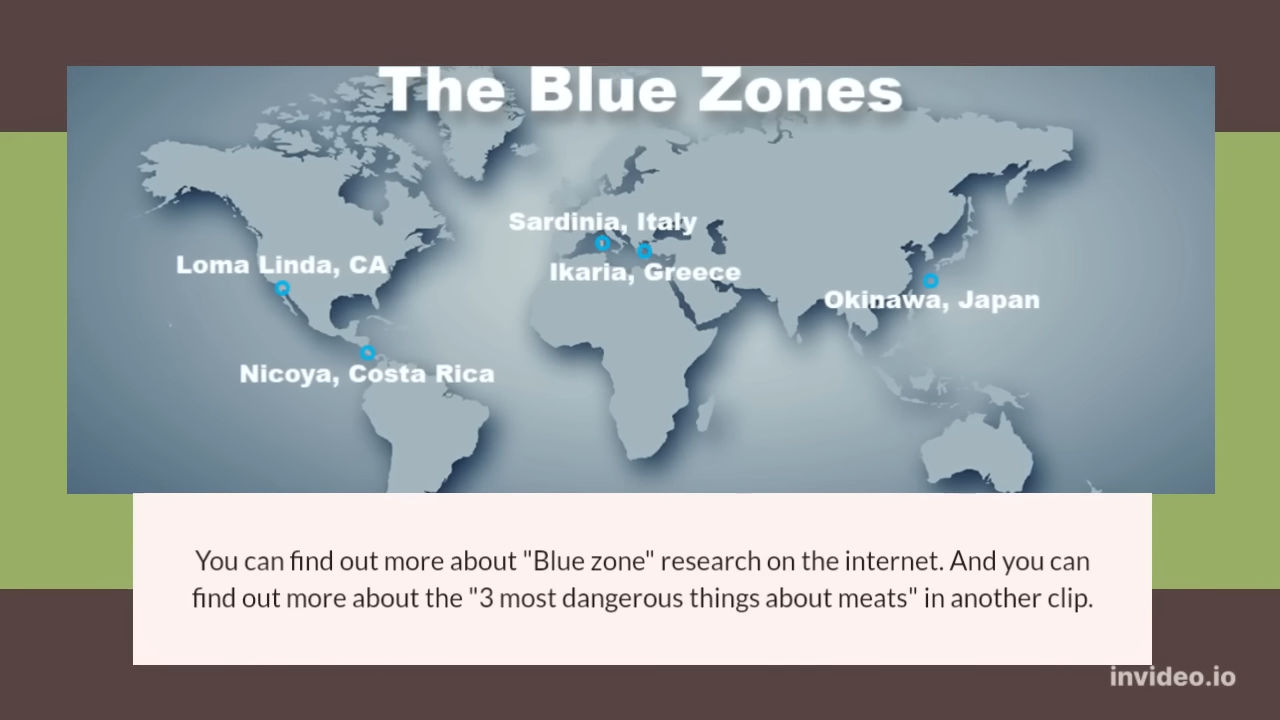 The Blue Zones
Sardinia, Italy
Loma Linda, CA
Ikaria, Greece
Okinawa, Japan
Nicoya, Costa Rica
You can find out more about "Blue zone" research on the internet. And you can
find out more about the "3 most dangerous things about meats" in another clip.
invideo.io